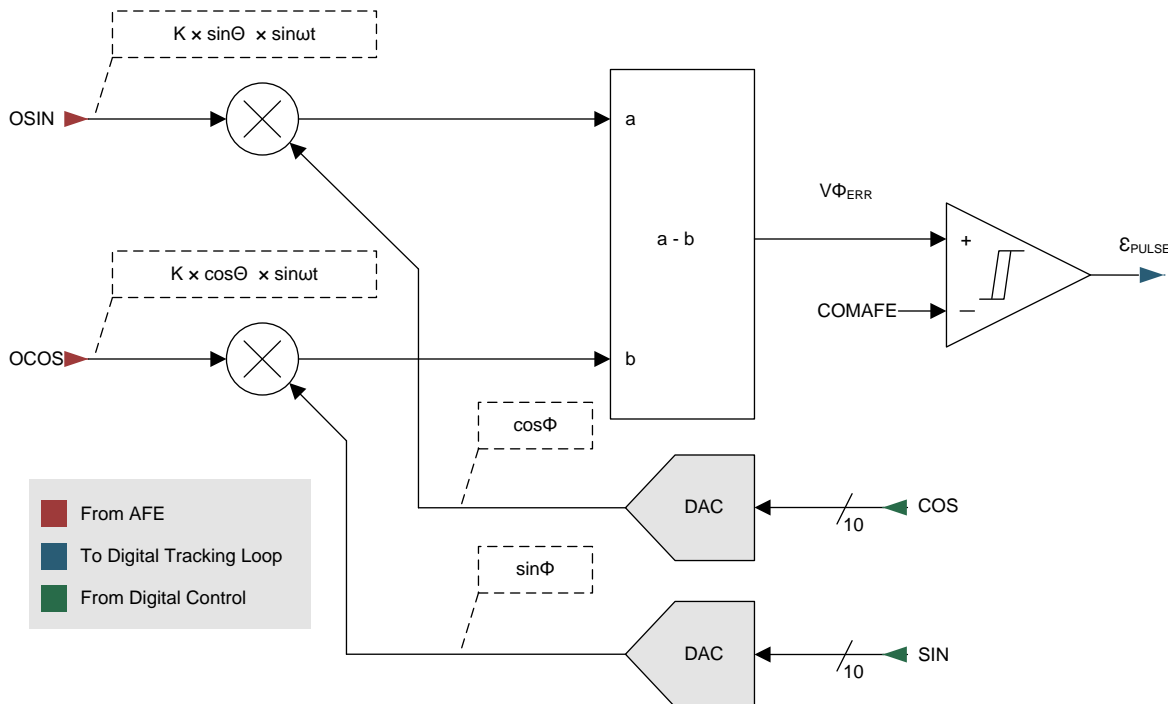 K × sinΘ × sinωt
OSIN
a
VΦERR
a - b
+
εPULSE
K × cosΘ × sinωt
COMAFE
−
OCOS
b
cosΦ
From AFE
DAC
COS
10
To Digital Tracking Loop
sinΦ
From Digital Control
DAC
SIN
10